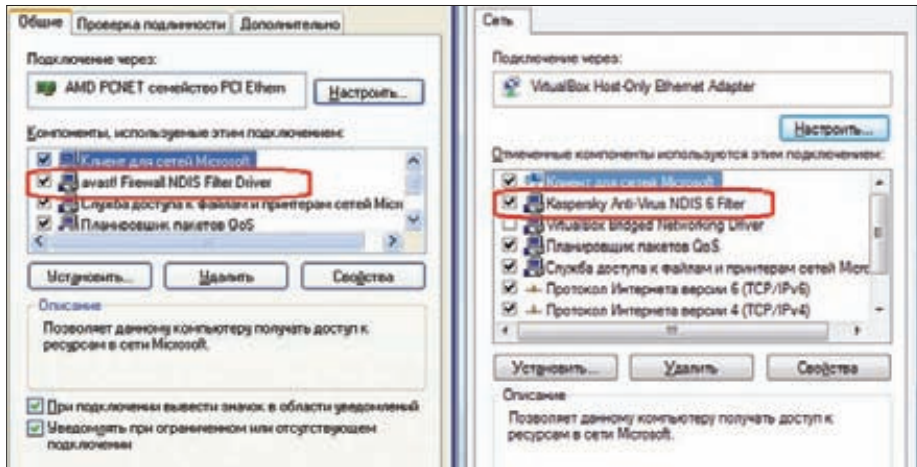 Общие
Проверка подлинности
Дополнительно
Подключение через:
AMD PCNET семейство PCI Ethern
Настроить...
Компоненты, используемые этим подключением:
Клиент для сетей Microsoft
avast! Firewall NDIS Filter Driver
Служба доступа к файлам и принтерам сетей Micr
Планировщик пакетов QoS
Установить...
Удалить
Свойства
Описание
Позволяет данному компьютеру получать доступ к
ресурсам в сети Microsoft.
При подключении вывести значок в области уведомлений
Уведомлять при ограниченном или отсутствующем
подключении
Сеть
Подключение через:
VirtualBox Host-Only Ethernet Adapter
Настроить...
Отмеченные компоненты используются этим подключением:
Клиент для сетей Microsoft
Kaspersky Anti-Virus NDIS 6 Filter
VirtualBox Bridged Networking Driver
Планировщик пакетов QoS
Служба доступа к файлам и принтерам сетей Micro
Протокол Интернета версии 6 (TCP/IPv6)
Протокол Интернета версии 4 (TCP/IPv4)
Установить...
Удалить
Свойства
Описание
Позволяет данному компьютеру получать доступ к
ресурсам в сети Microsoft.